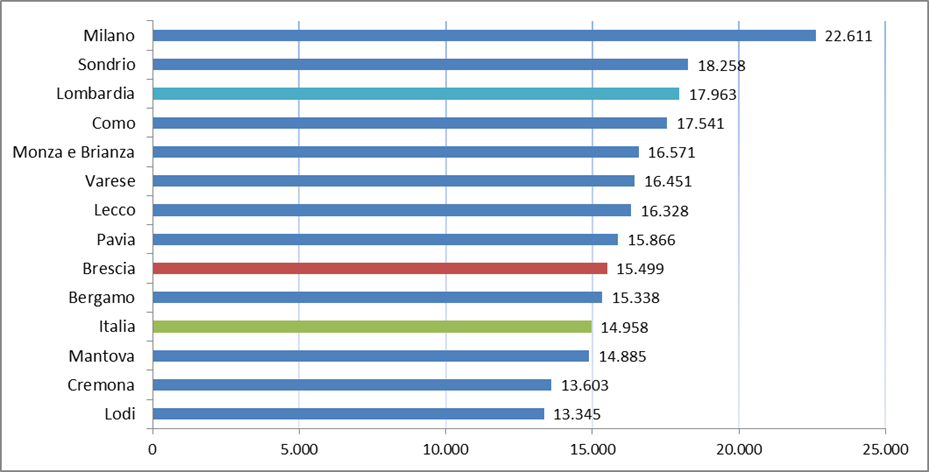 Milano 22.611
Sondrio 18.258
Lombardia 17.963
Como 17.541
Monza e Brianza 16.571
Varese 16.451
Lecco 16.328
Pavia 15.866
Brescia 15.499
Bergamo 15.338
Italia 14.958
Mantova 14.885
Cremona 13.603
Lodi 13.345
0 5.000 10.000 15.000 20.000 25.000